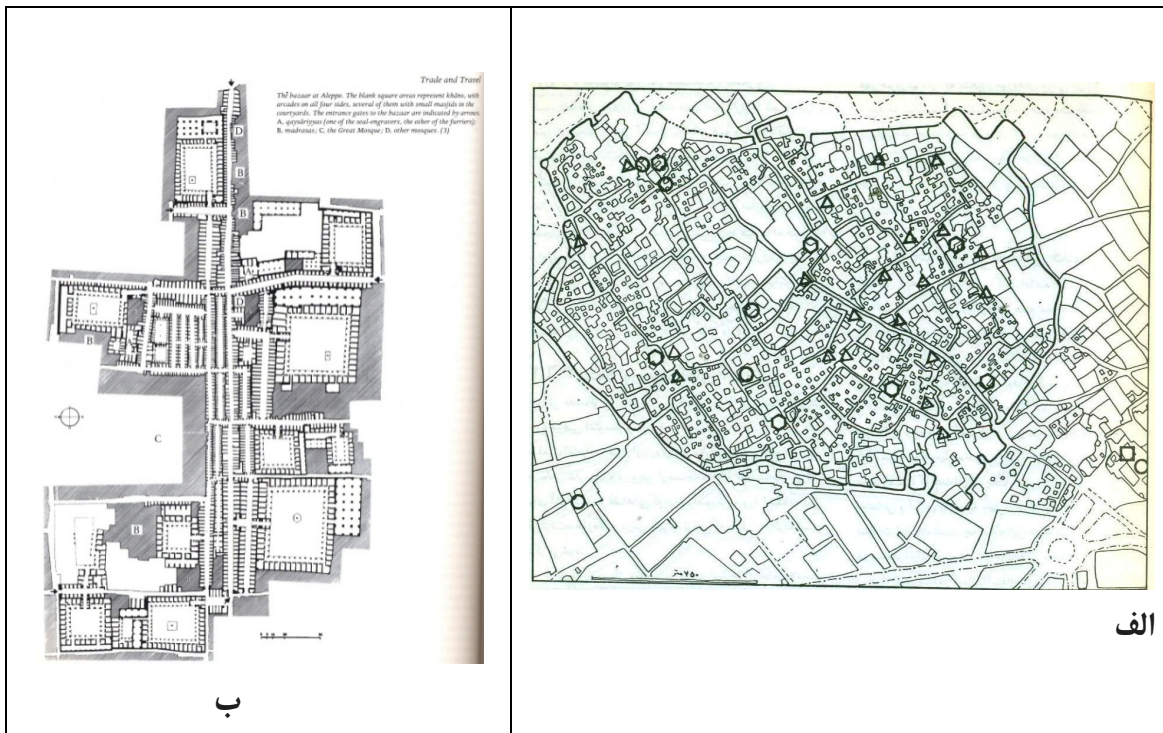 متر
الف
Trade and Travel
The bazaar at Aleppo. The blank square areas represent khāns, with
arcades on all four sides, several of them with small masjids in the
courtyards. The entrance gates to the bazaar are indicated by arrows.
A, qaysāriyyas (one of the seal-engravers, the other of the furriers);
B, madrasas; C, the Great Mosque; D, other mosques. (3)
D
B
B
A
D
B
A
C
B
ب